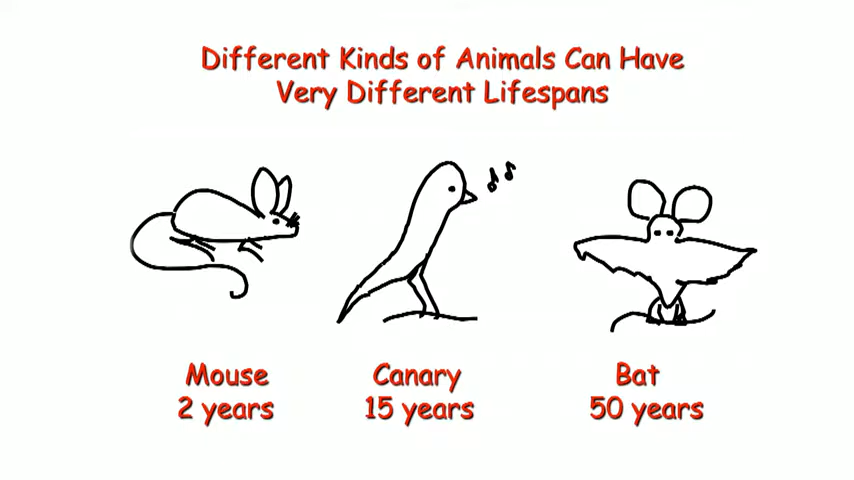 Different Kinds of Animals Can Have
Very Different Lifespans
Mouse
2 years
Canary
15 years
Bat
50 years